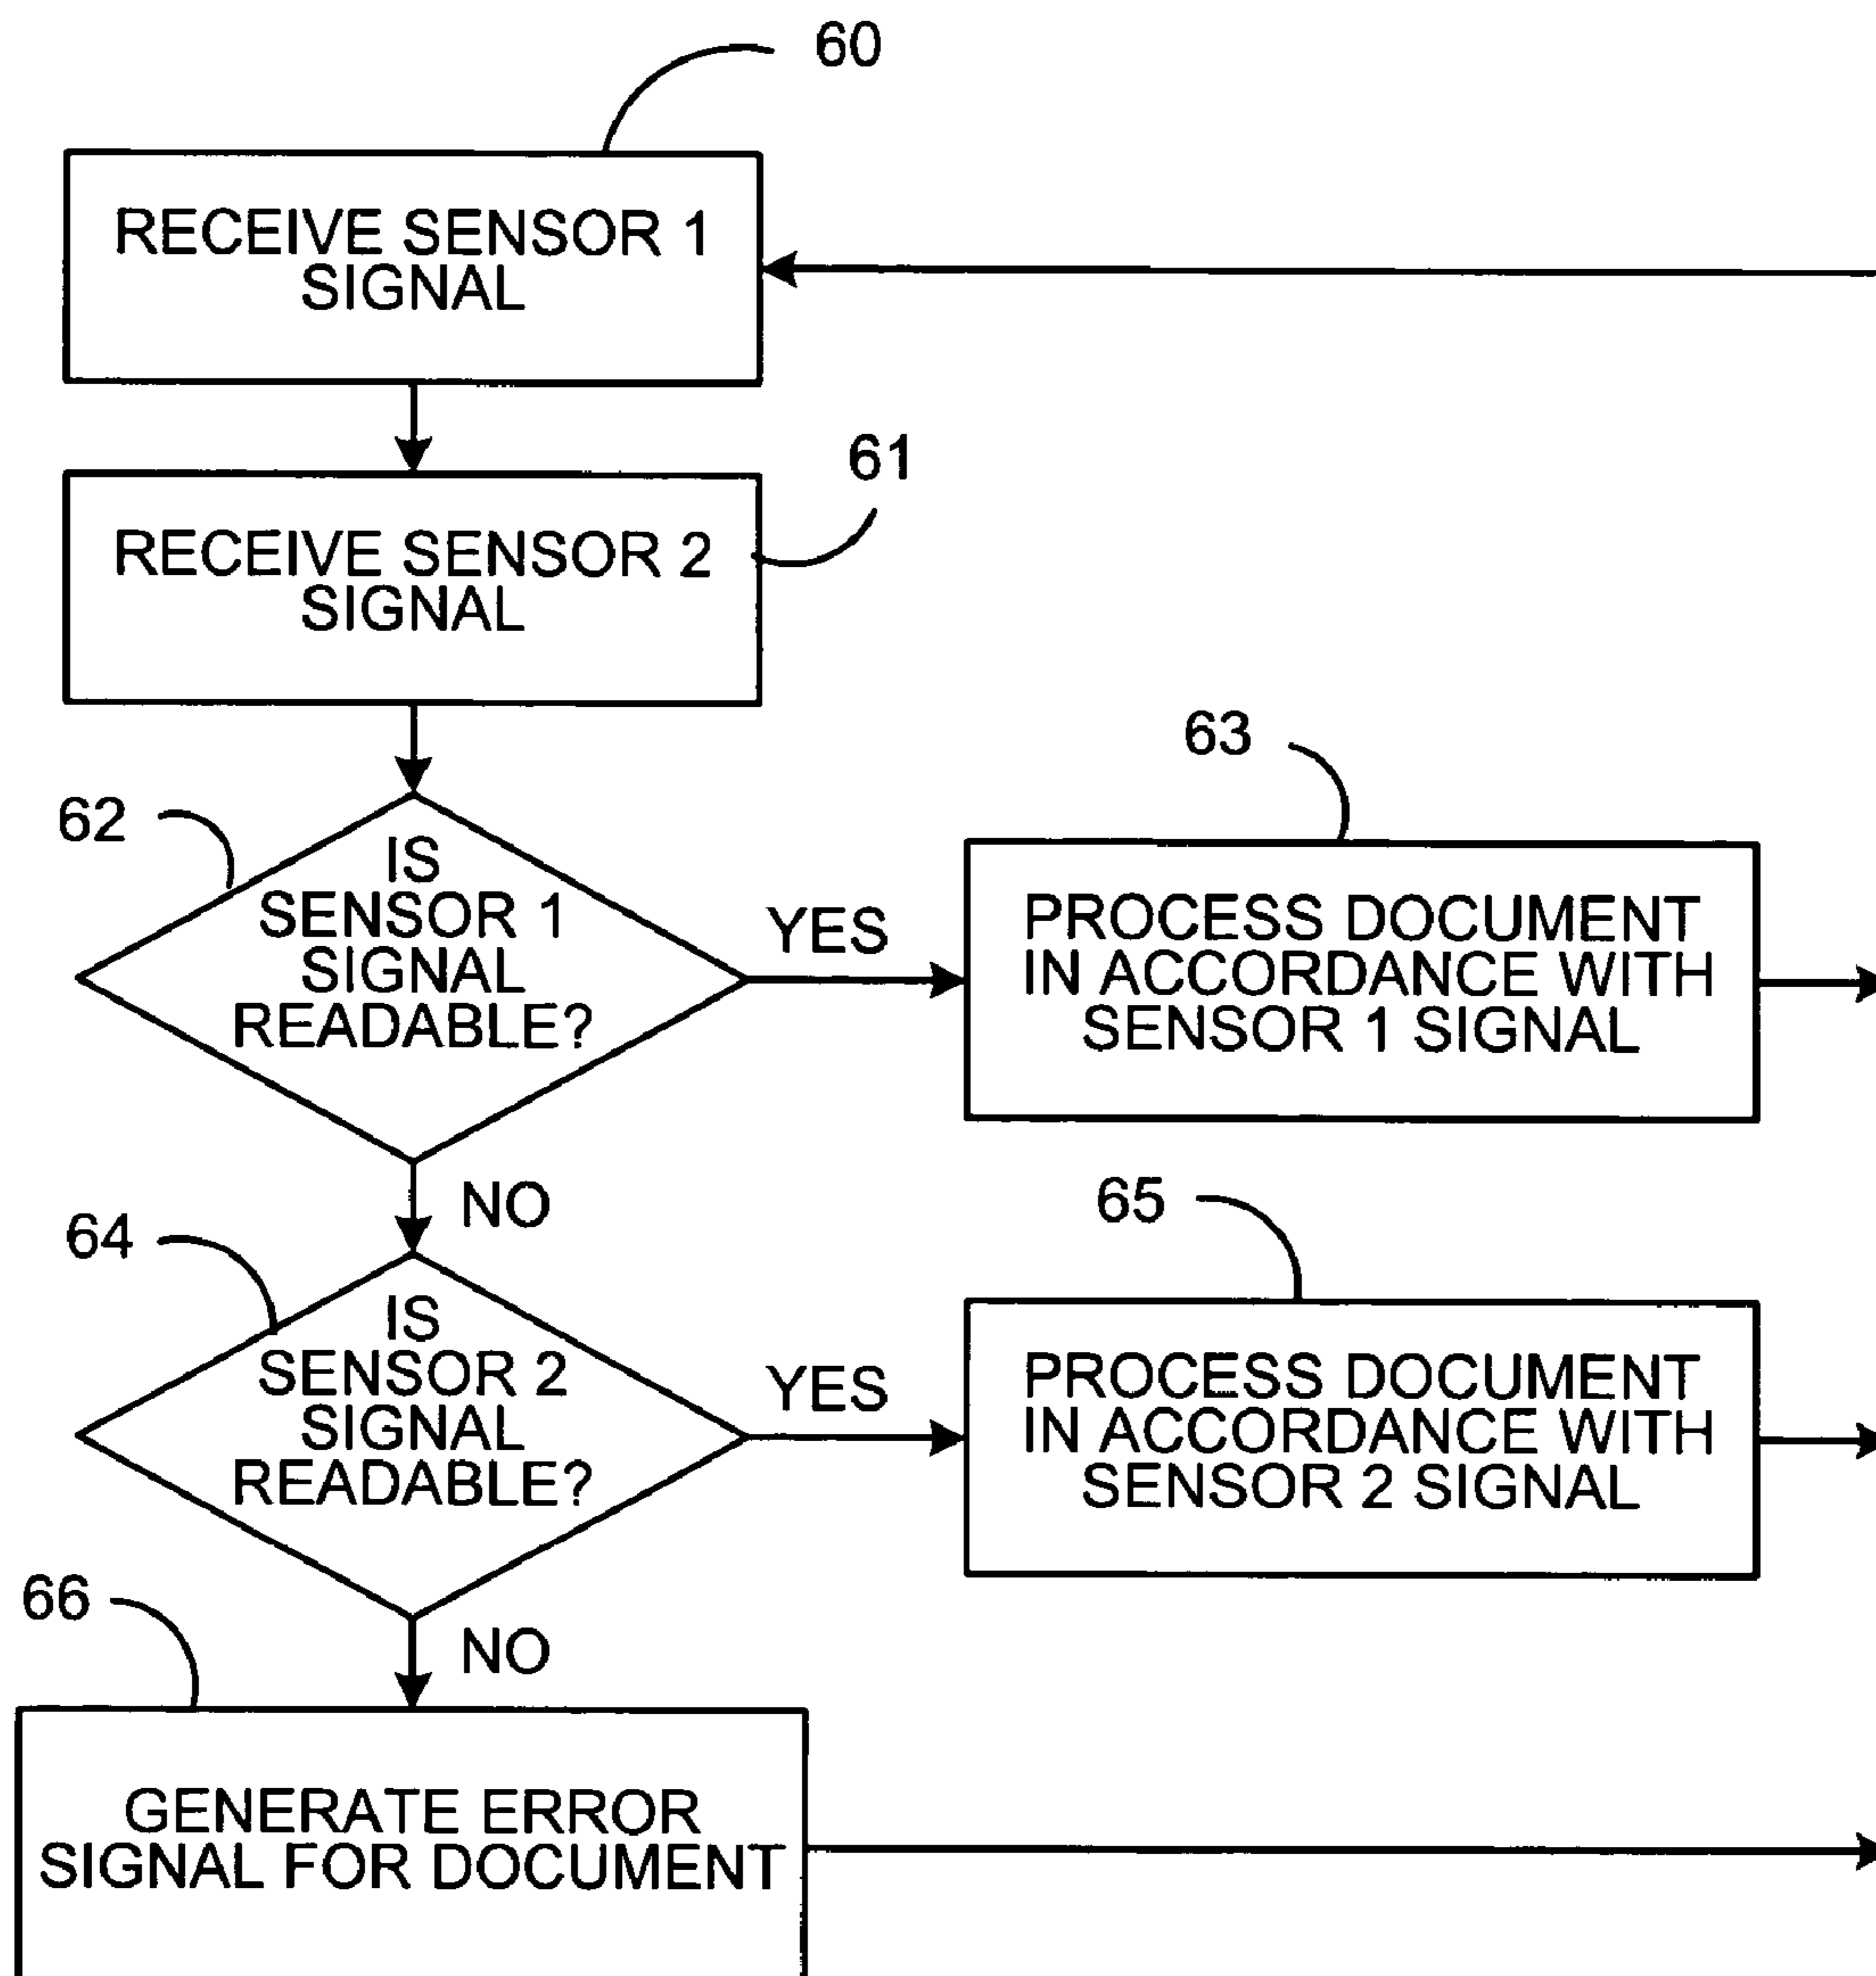 60
RECEIVE SENSOR 1
SIGNAL
61
RECEIVE SENSOR 2
SIGNAL
62
IS
SENSOR 1
SIGNAL
READABLE?
YES
63
PROCESS DOCUMENT
IN ACCORDANCE WITH
SENSOR 1 SIGNAL
NO
64
IS
SENSOR 2
SIGNAL
READABLE?
YES
65
PROCESS DOCUMENT
IN ACCORDANCE WITH
SENSOR 2 SIGNAL
NO
66
GENERATE ERROR
SIGNAL FOR DOCUMENT